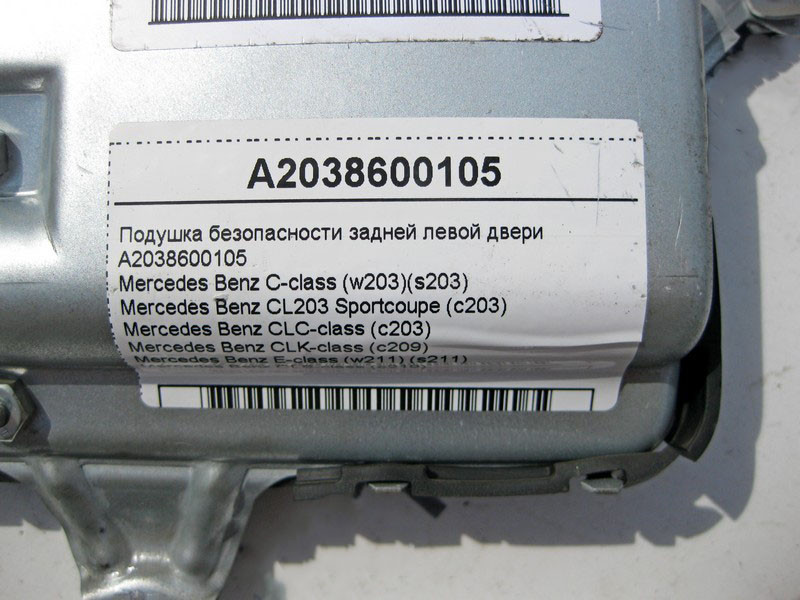 A2038600105
Подушка безопасности задней левой двери
A2038600105
Mercedes Benz C-class (w203)(s203)
Mercedes Benz CL203 Sportcoupe (c203)
Mercedes Benz CLC-class (c203)
Mercedes Benz CLK-class (c209)
Mercedes Benz E-class (w211) (s211)